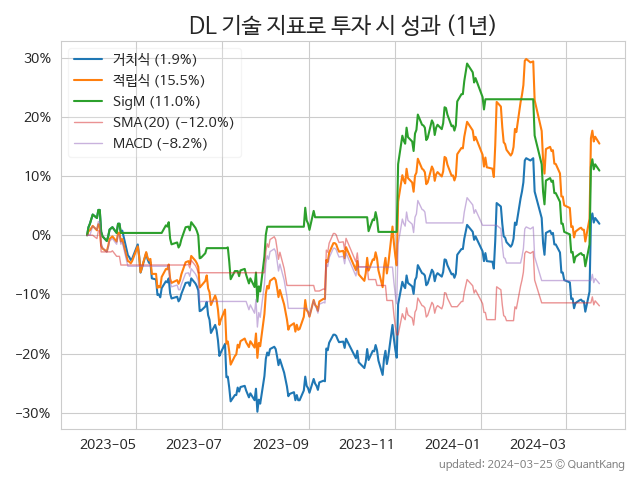 DL 기술 지표로 투자 시 성과 (1년)
거치식 (1.9%)
적립식 (15.5%)
SigM (11.0%)
SMA(20) (−12.0%)
MACD (−8.2%)
30%
20%
10%
0%
−10%
−20%
−30%
2023−05 2023−07 2023−09 2023−11 2024−01 2024−03
updated: 2024−03−25 © QuantKang